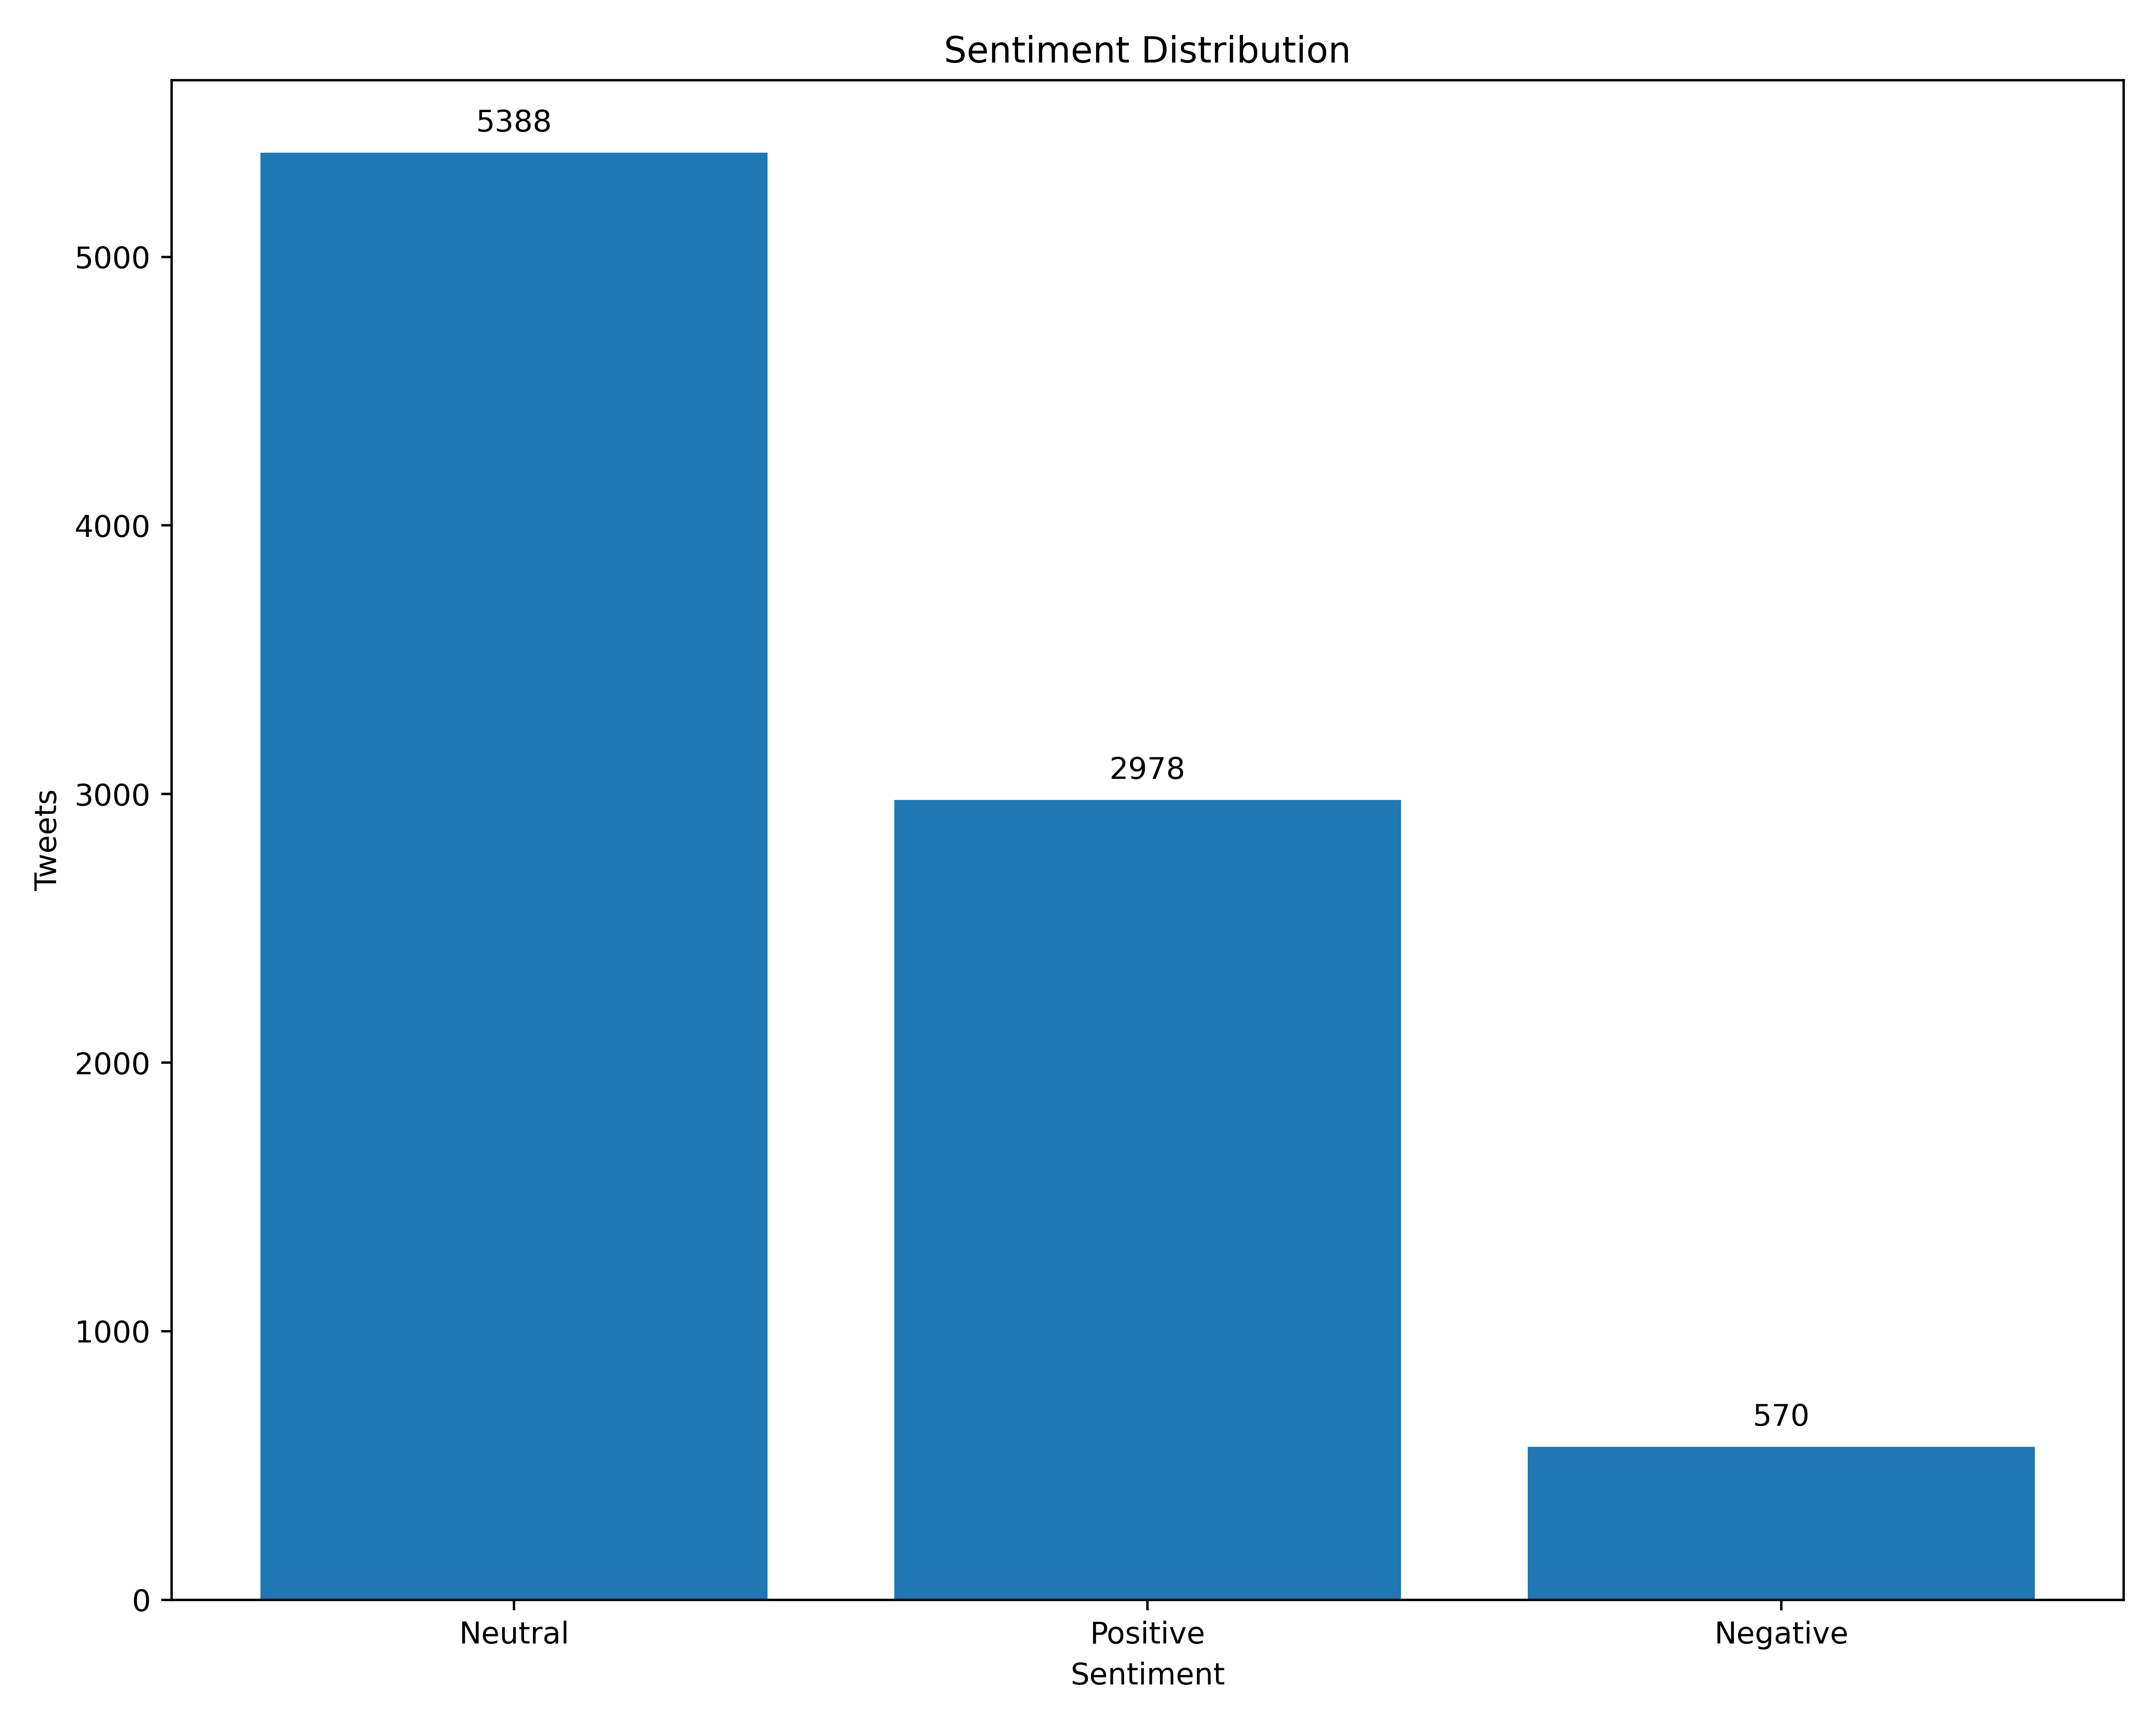 Sentiment Distribution
5388
5000
4000
2978
3000
Tweets
2000
1000
570
0
Neutral
Positive
Negative
Sentiment